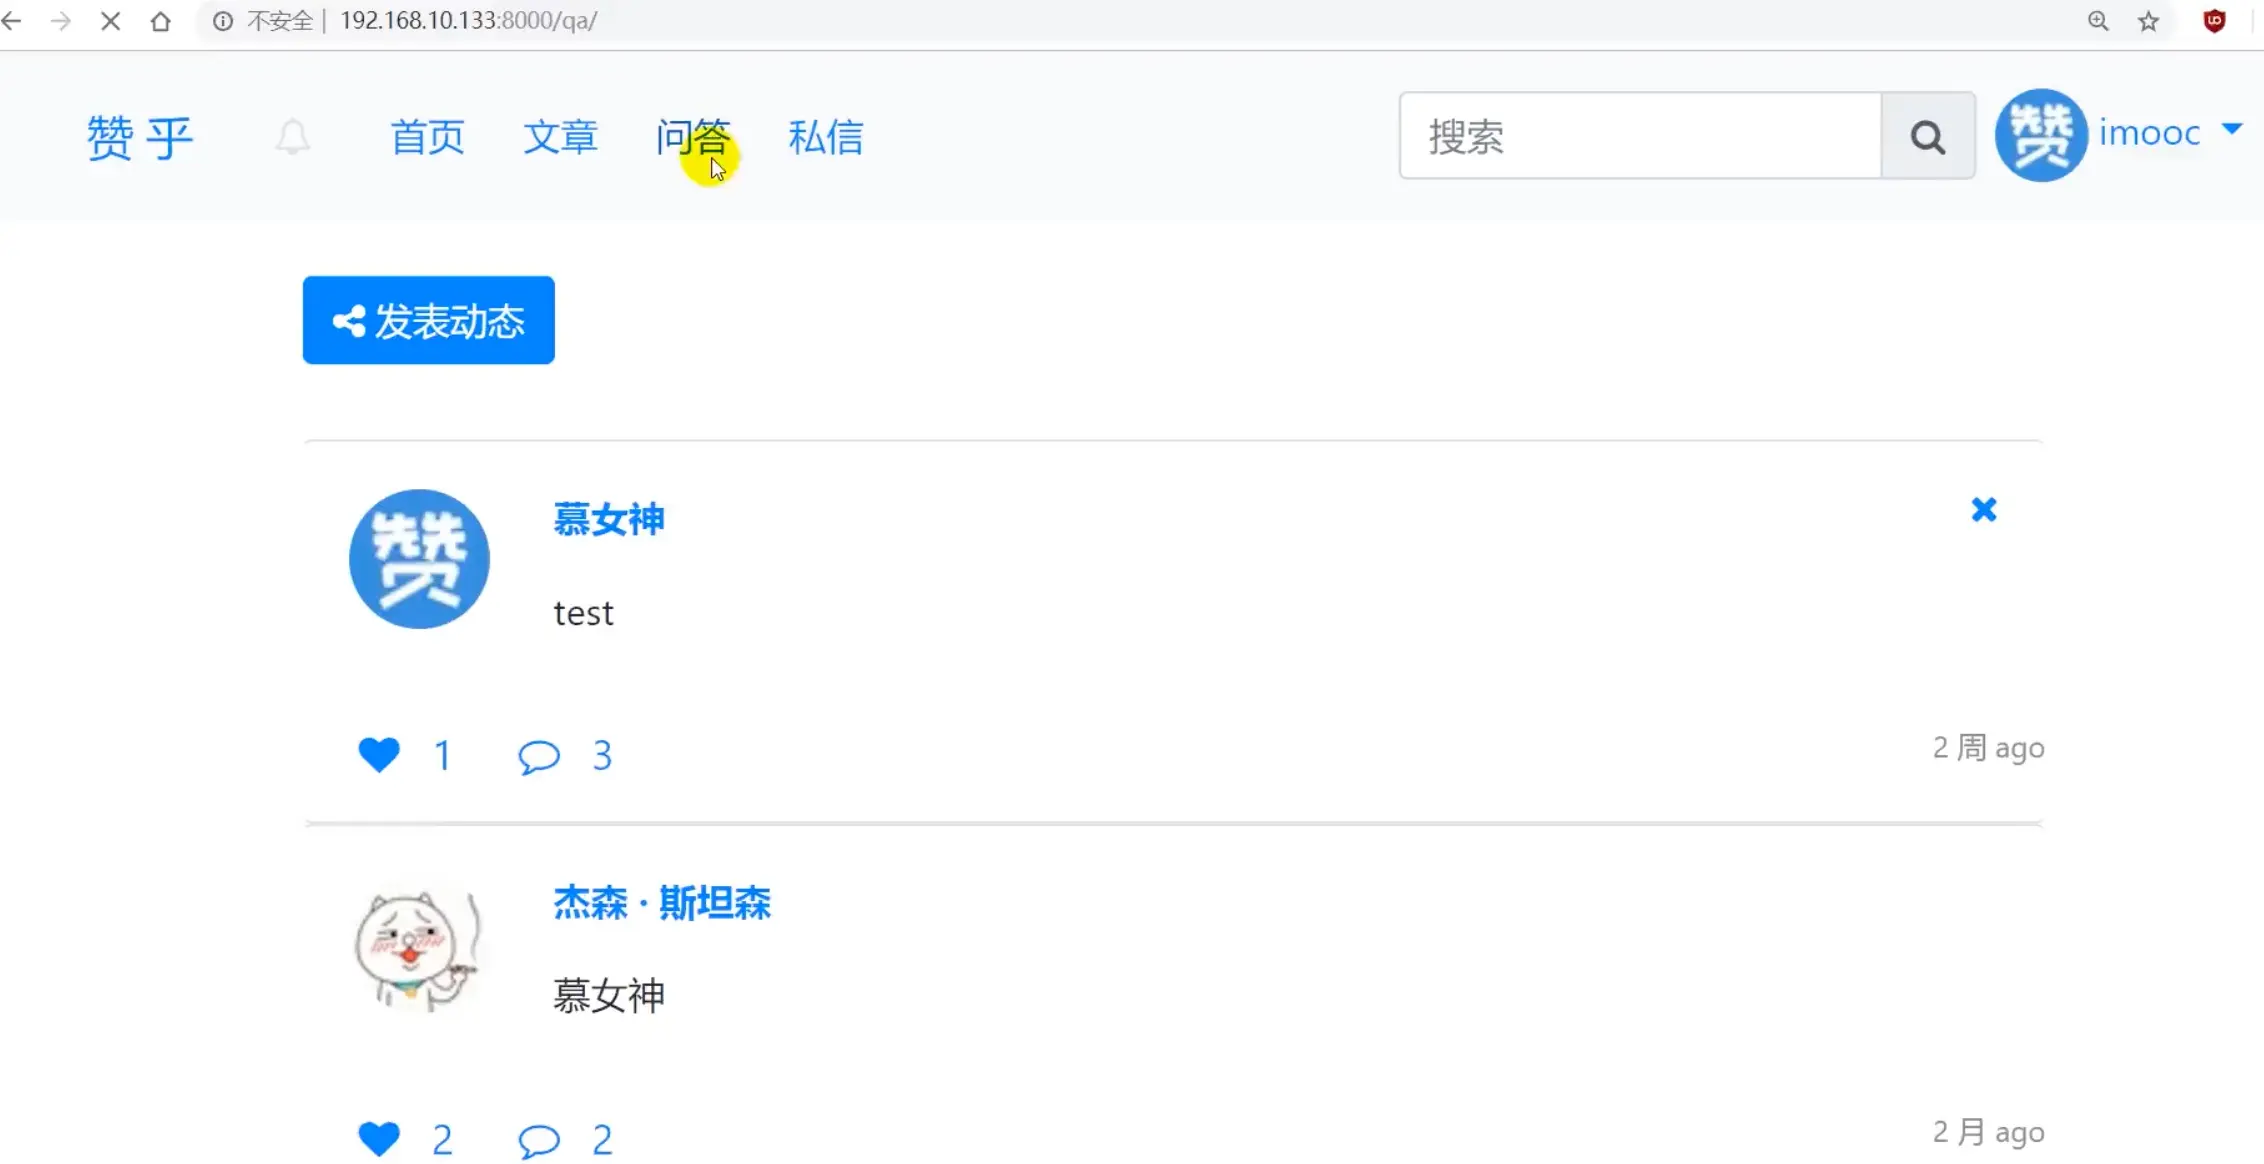 不安全 | 192.168.10.133:8000/qa/
赞乎 首页 文章 问答 私信 搜索 赞 imooc
发表动态
赞 慕女神
test
1 3 2 周 ago
杰森 · 斯坦森
慕女神
2 2 2 月 ago